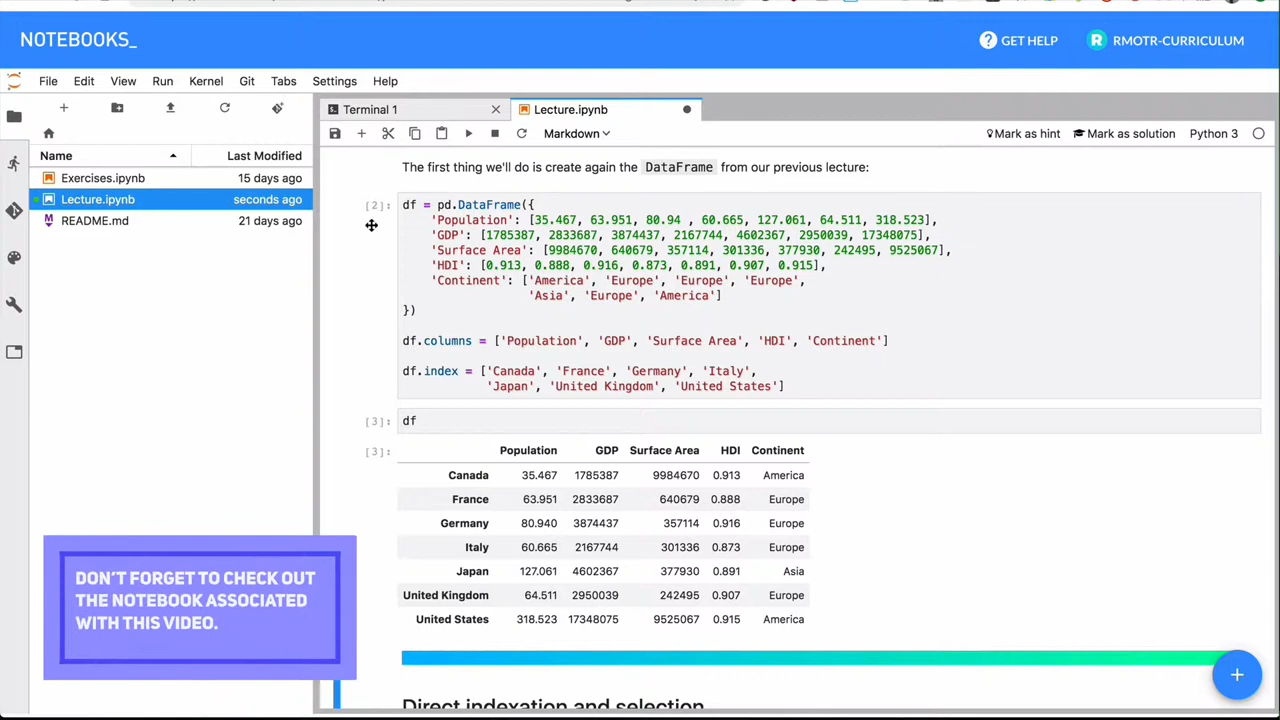 NOTEBOOKS_
GET HELP
R RMOTR-CURRICULUM
File Edit View Run Kernel Git Tabs Settings Help
Terminal 1
Lecture.ipynb
Markdown
Mark as hint
Mark as solution
Python 3
Name Last Modified
Exercises.ipynb 15 days ago
Lecture.ipynb seconds ago
README.md 21 days ago
The first thing we'll do is create again the DataFrame from our previous lecture:
[2]: df = pd.DataFrame({
'Population': [35.467, 63.951, 80.94 , 60.665, 127.061, 64.511, 318.523],
'GDP': [1785387, 2833687, 3874437, 2167744, 4602367, 2950039, 17348075],
'Surface Area': [9984670, 640679, 357114, 301336, 377930, 242495, 9525067],
'HDI': [0.913, 0.888, 0.916, 0.873, 0.891, 0.907, 0.915],
'Continent': ['America', 'Europe', 'Europe', 'Europe',
'Asia', 'Europe', 'America']
})
df.columns = ['Population', 'GDP', 'Surface Area', 'HDI', 'Continent']
df.index = ['Canada', 'France', 'Germany', 'Italy',
'Japan', 'United Kingdom', 'United States']
[3]: df
[3]: Population GDP Surface Area HDI Continent
Canada 35.467 1785387 9984670 0.913 America
France 63.951 2833687 640679 0.888 Europe
Germany 80.940 3874437 357114 0.916 Europe
Italy 60.665 2167744 301336 0.873 Europe
Japan 127.061 4602367 377930 0.891 Asia
United Kingdom 64.511 2950039 242495 0.907 Europe
United States 318.523 17348075 9525067 0.915 America
Direct indexation and selection
DON'T FORGET TO CHECK OUT
THE NOTEBOOK ASSOCIATED
WITH THIS VIDEO.